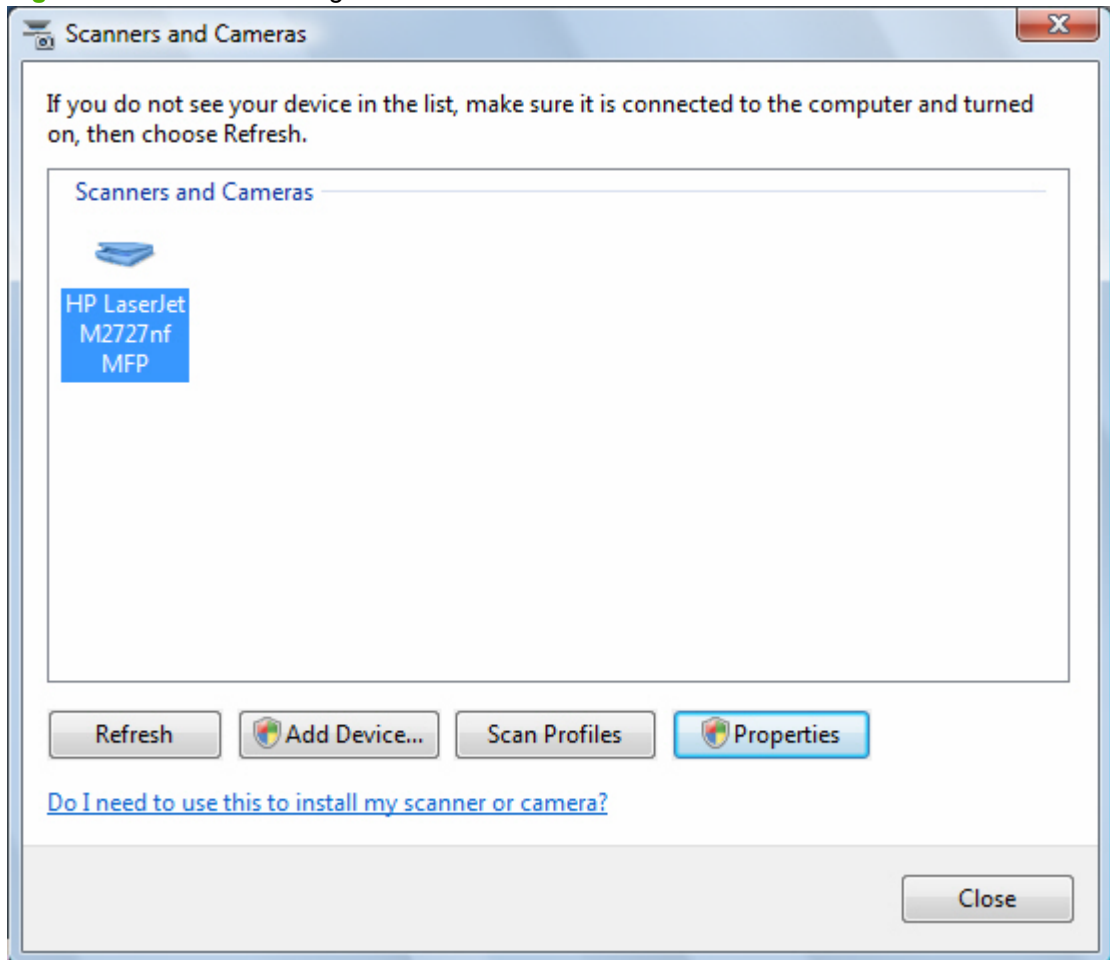 Scanners and Cameras
If you do not see your device in the list, make sure it is connected to the computer and turned
on, then choose Refresh.
Scanners and Cameras
HP LaserJet
M2727nf
MFP
Refresh Add Device... Scan Profiles Properties
Do I need to use this to install my scanner or camera?
Close